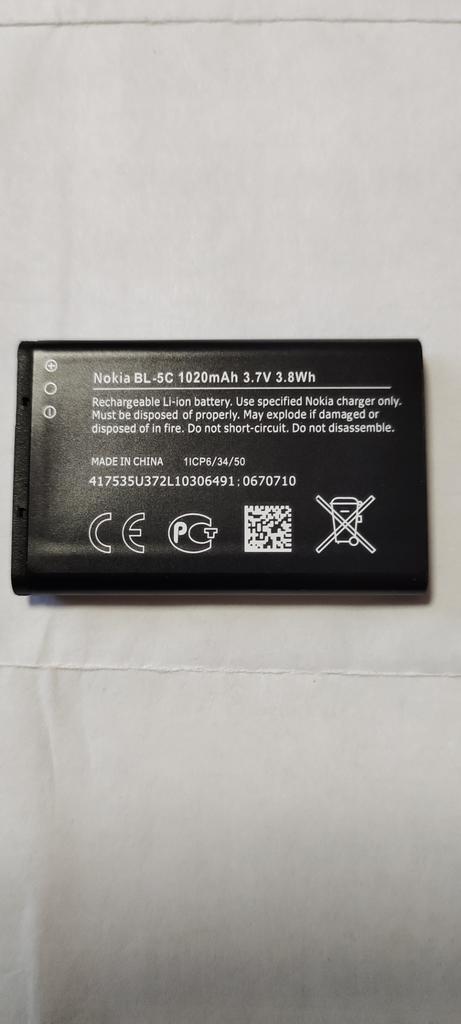 Nokia BL-5C 1020mAh 3.7V 3.8Wh
Rechargeable Li-ion battery. Use specified Nokia charger only.
Must be disposed of properly. May explode if damaged or
disposed of in fire. Do not short-circuit. Do not disassemble.
MADE IN CHINA 1ICP6/34/50
417535U372L10306491;0670710
CE PCT